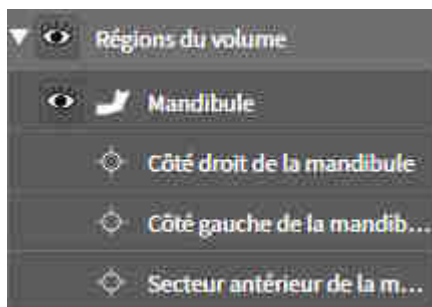 Régions du volume
Mandibule
Côté droit de la mandibule
Côté gauche de la mandib...
Secteur antérieur de la m...